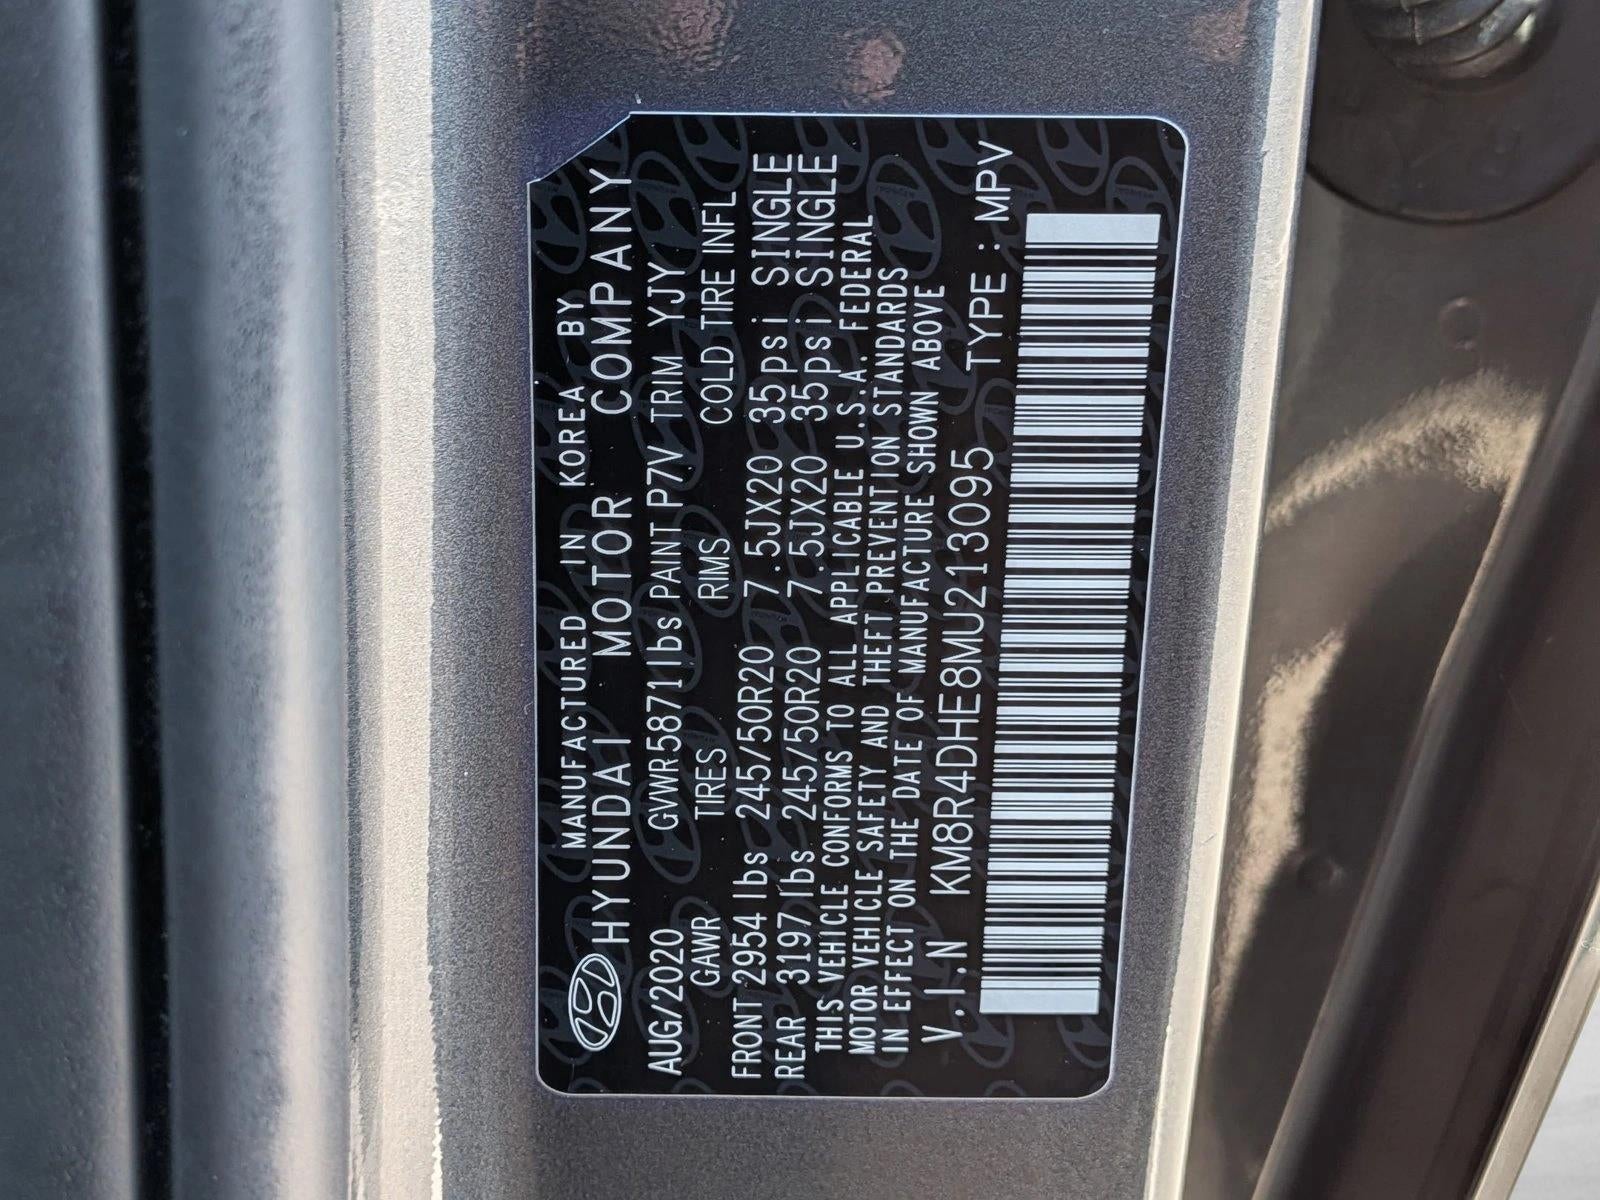 MANUFACTURED IN KOREA BY
HYUNDAI MOTOR COMPANY
AUG/2020 GVWR 5871lbs PAINT P7V TRIM YJY
GAWR TIRES RIMS COLD TIRE INFL
FRONT 2954 lbs 245/50R20 7.5JX20 35psi SINGLE
REAR 3197lbs 245/50R20 7.5JX20 35psi SINGLE
THIS VEHICLE CONFORMS TO ALL APPLICABLE U.S.A. FEDERAL
MOTOR VEHICLE SAFETY AND THEFT PREVENTION STANDARDS
IN EFFECT ON THE DATE OF MANUFACTURE SHOWN ABOVE
V.I.N KM8R4DHE8MU213095 TYPE : MPV